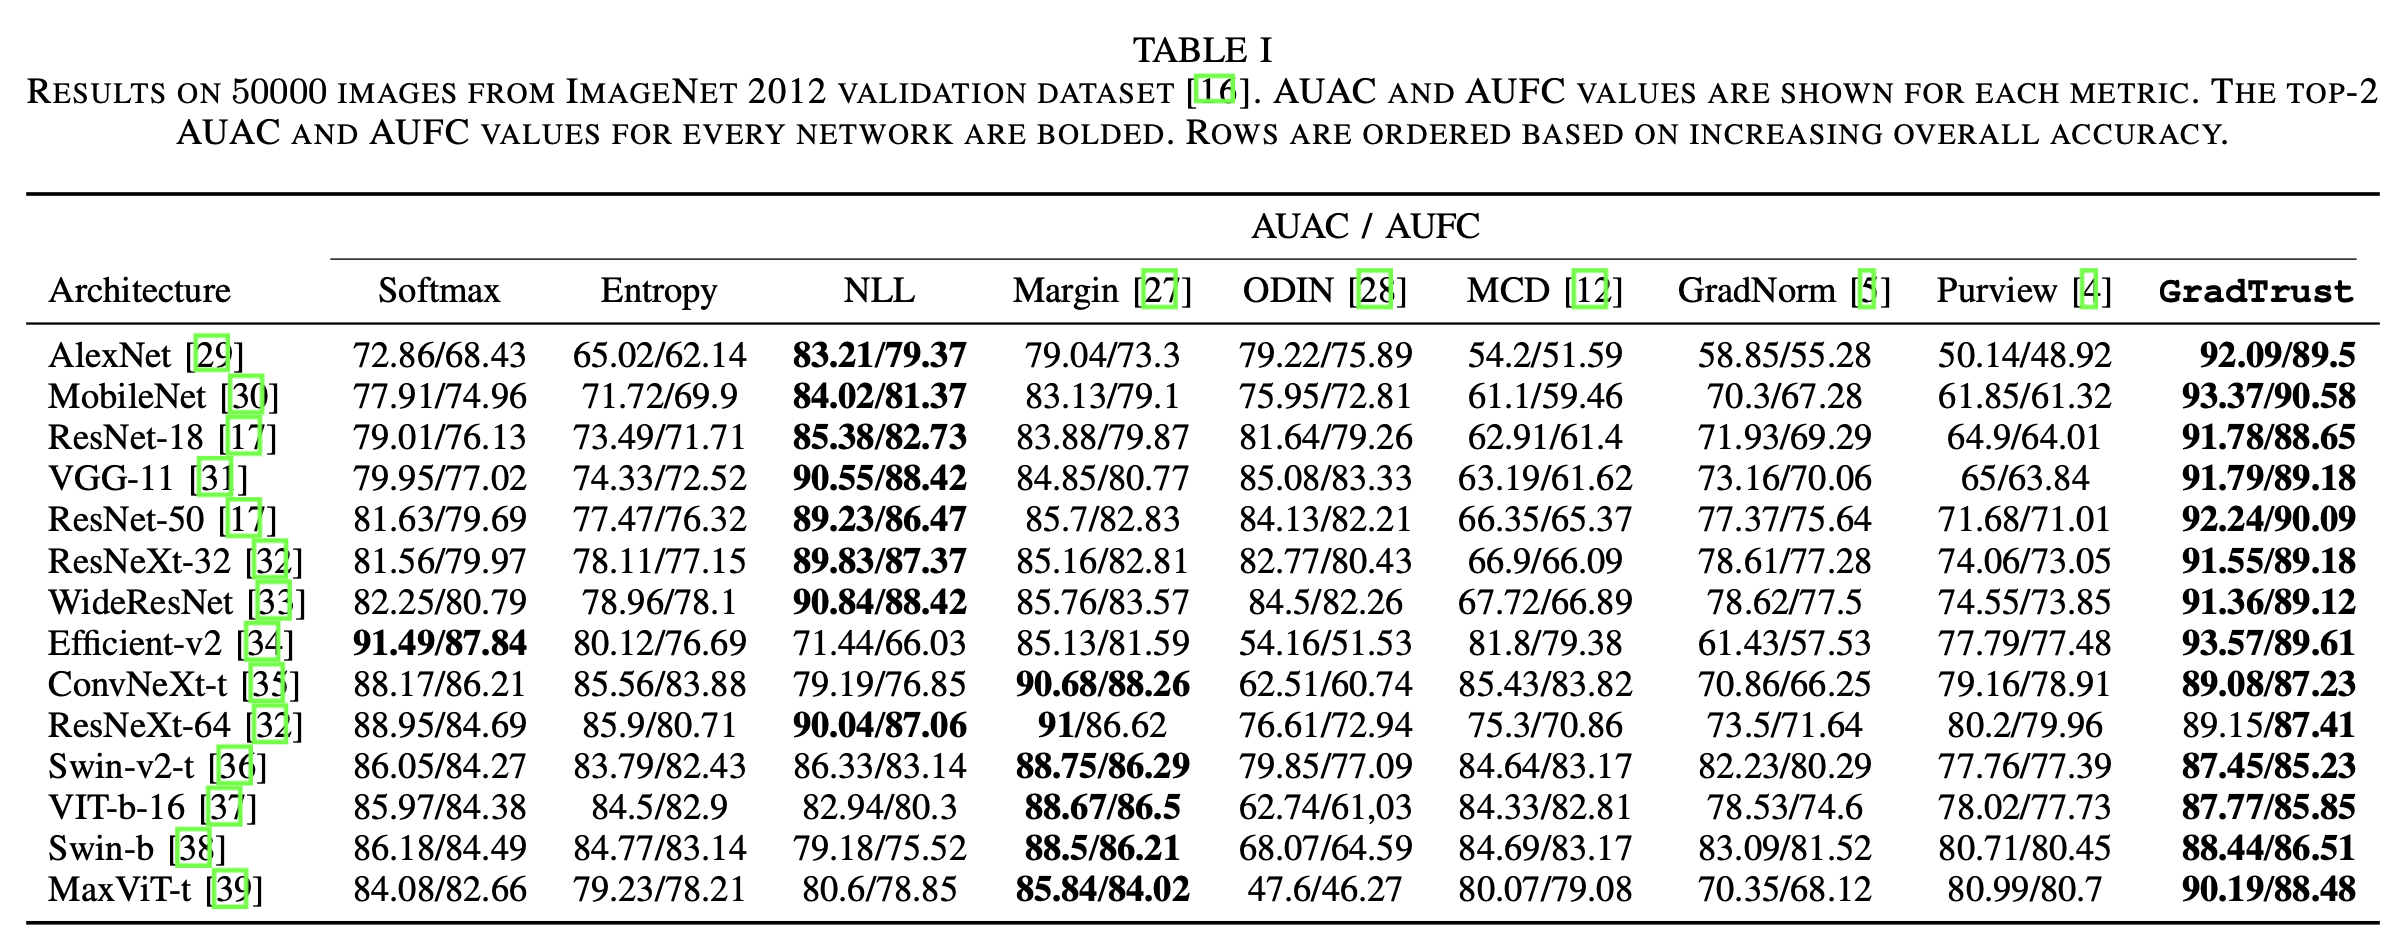 TABLE I
RESULTS ON 50000 IMAGES FROM IMAGENET 2012 VALIDATION DATASET [16]. AUAC AND AUFC VALUES ARE SHOWN FOR EACH METRIC. THE TOP-2
AUAC AND AUFC VALUES FOR EVERY NETWORK ARE BOLDED. ROWS ARE ORDERED BASED ON INCREASING OVERALL ACCURACY.
AUAC / AUFC
Architecture Softmax Entropy NLL Margin [27] ODIN [28] MCD [12] GradNorm [5] Purview [4] GradTrust
AlexNet [29] 72.86/68.43 65.02/62.14 83.21/79.37 79.04/73.3 79.22/75.89 54.2/51.59 58.85/55.28 50.14/48.92 92.09/89.5
MobileNet [30] 77.91/74.96 71.72/69.9 84.02/81.37 83.13/79.1 75.95/72.81 61.1/59.46 70.3/67.28 61.85/61.32 93.37/90.58
ResNet-18 [17] 79.01/76.13 73.49/71.71 85.38/82.73 83.88/79.87 81.64/79.26 62.91/61.4 71.93/69.29 64.9/64.01 91.78/88.65
VGG-11 [31] 79.95/77.02 74.33/72.52 90.55/88.42 84.85/80.77 85.08/83.33 63.19/61.62 73.16/70.06 65/63.84 91.79/89.18
ResNet-50 [17] 81.63/79.69 77.47/76.32 89.23/86.47 85.7/82.83 84.13/82.21 66.35/65.37 77.37/75.64 71.68/71.01 92.24/90.09
ResNeXt-32 [32] 81.56/79.97 78.11/77.15 89.83/87.37 85.16/82.81 82.77/80.43 66.9/66.09 78.61/77.28 74.06/73.05 91.55/89.18
WideResNet [33] 82.25/80.79 78.96/78.1 90.84/88.42 85.76/83.57 84.5/82.26 67.72/66.89 78.62/77.5 74.55/73.85 91.36/89.12
Efficient-v2 [34] 91.49/87.84 80.12/76.69 71.44/66.03 85.13/81.59 54.16/51.53 81.8/79.38 61.43/57.53 77.79/77.48 93.57/89.61
ConvNeXt-t [35] 88.17/86.21 85.56/83.88 79.19/76.85 90.68/88.26 62.51/60.74 85.43/83.82 70.86/66.25 79.16/78.91 89.08/87.23
ResNeXt-64 [32] 88.95/84.69 85.9/80.71 90.04/87.06 91/86.62 76.61/72.94 75.3/70.86 73.5/71.64 80.2/79.96 89.15/87.41
Swin-v2-t [36] 86.05/84.27 83.79/82.43 86.33/83.14 88.75/86.29 79.85/77.09 84.64/83.17 82.23/80.29 77.76/77.39 87.45/85.23
VIT-b-16 [37] 85.97/84.38 84.5/82.9 82.94/80.3 88.67/86.5 62.74/61,03 84.33/82.81 78.53/74.6 78.02/77.73 87.77/85.85
Swin-b [38] 86.18/84.49 84.77/83.14 79.18/75.52 88.5/86.21 68.07/64.59 84.69/83.17 83.09/81.52 80.71/80.45 88.44/86.51
MaxViT-t [39] 84.08/82.66 79.23/78.21 80.6/78.85 85.84/84.02 47.6/46.27 80.07/79.08 70.35/68.12 80.99/80.7 90.19/88.48